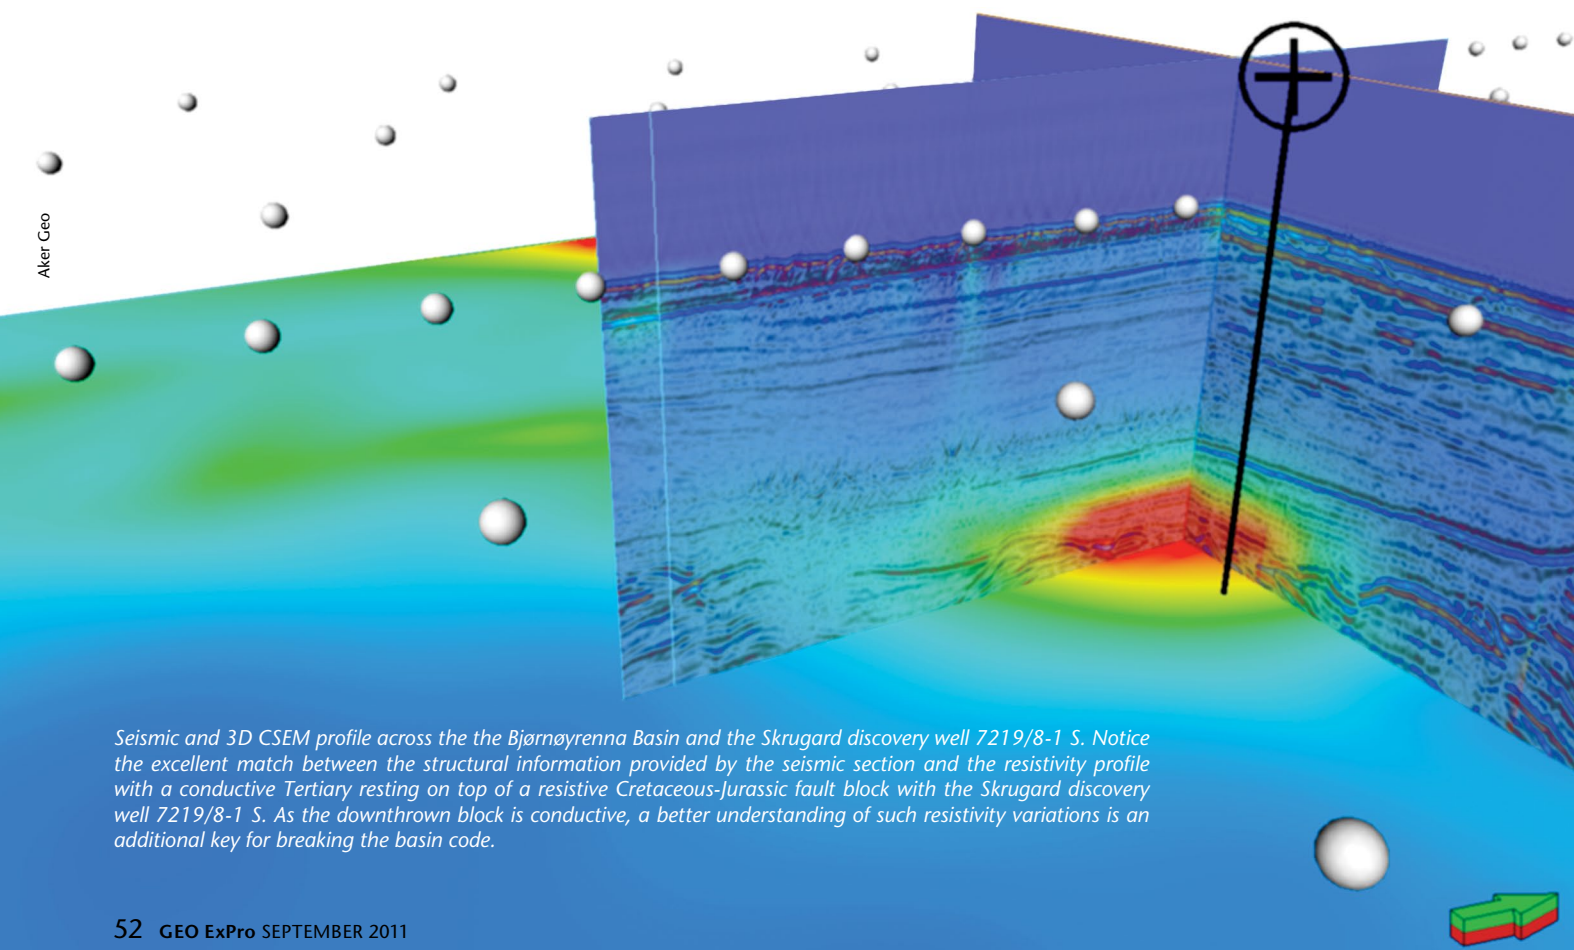 Aker Geo
Seismic and 3D CSEM profile across the the Bjørnøyrenna Basin and the Skrugard discovery well 7219/8-1 S. Notice
the excellent match between the structural information provided by the seismic section and the resistivity profile
with a conductive Tertiary resting on top of a resistive Cretaceous-Jurassic fault block with the Skrugard discovery
well 7219/8-1 S. As the downthrown block is conductive, a better understanding of such resistivity variations is an
additional key for breaking the basin code.
52 GEO ExPro SEPTEMBER 2011